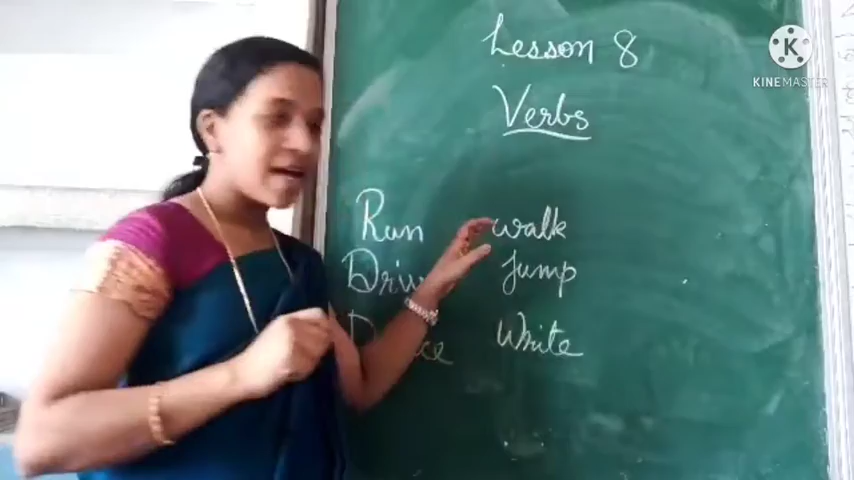 Lesson 8
Verbs
Run walk
Jump
Write
KINEMASTER